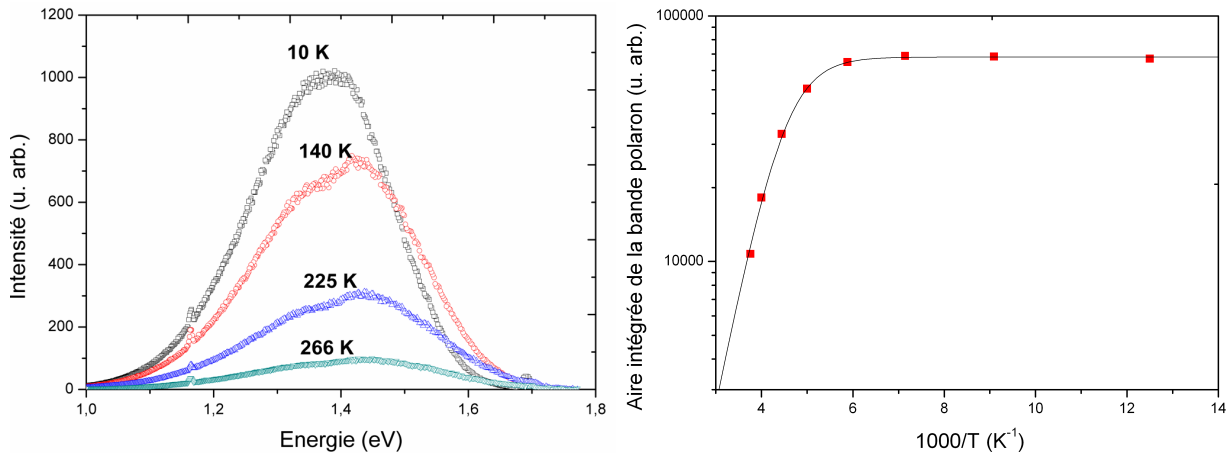 1200
1000
800
600
400
200
0
Intensité (u. arb.)
10 K
140 K
225 K
266 K
1,0
1,2
1,4
1,6
1,8
Energie (eV)
100000
10000
Aire intégrée de la bande polaron (u. arb.)
4
6
8
10
12
14
1000/T (K⁻¹)